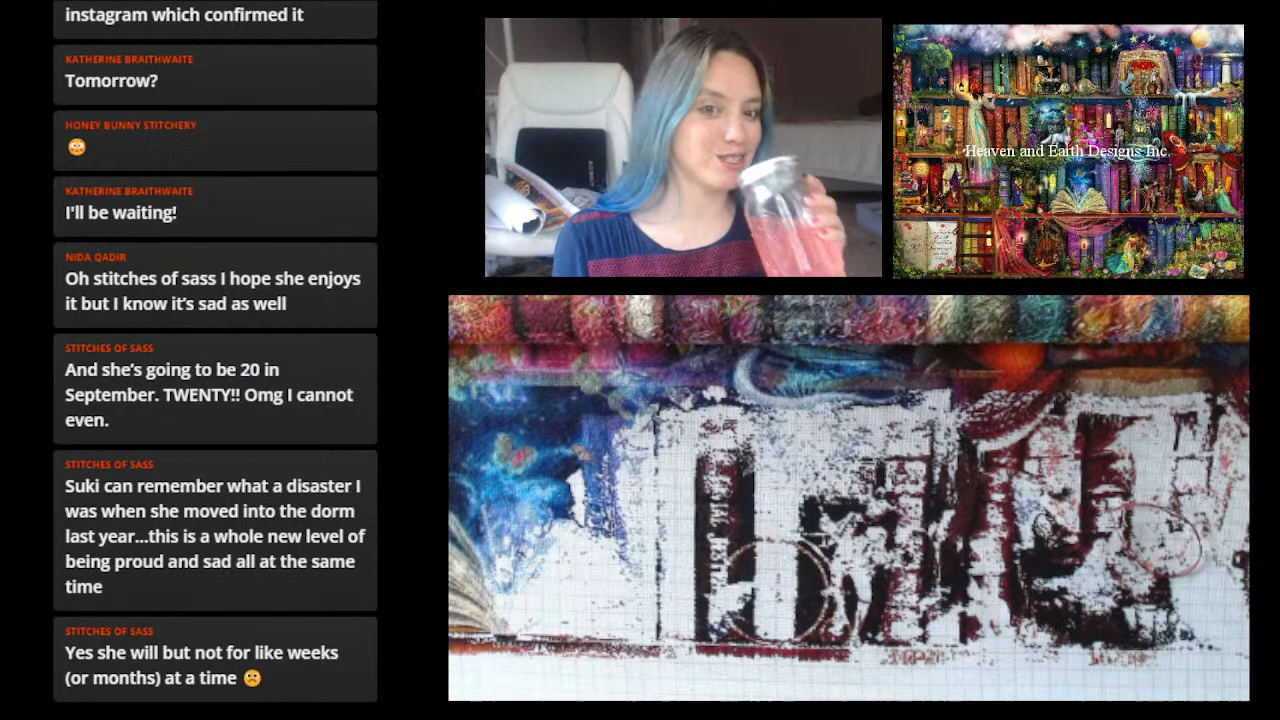 instagram which confirmed it
KATHERINE BRAITHWAITE
Tomorrow?
HONEY BUNNY STITCHERY
😳
KATHERINE BRAITHWAITE
I'll be waiting!
NIDA QADIR
Oh stitches of sass I hope she enjoys
it but I know it's sad as well
STITCHES OF SASS
And she's going to be 20 in
September. TWENTY!! Omg I cannot
even.
STITCHES OF SASS
Suki can remember what a disaster I
was when she moved into the dorm
last year...this is a whole new level of
being proud and sad all at the same
time
STITCHES OF SASS
Yes she will but not for like weeks
(or months) at a time 🙁
Heaven and Earth Designs Inc.